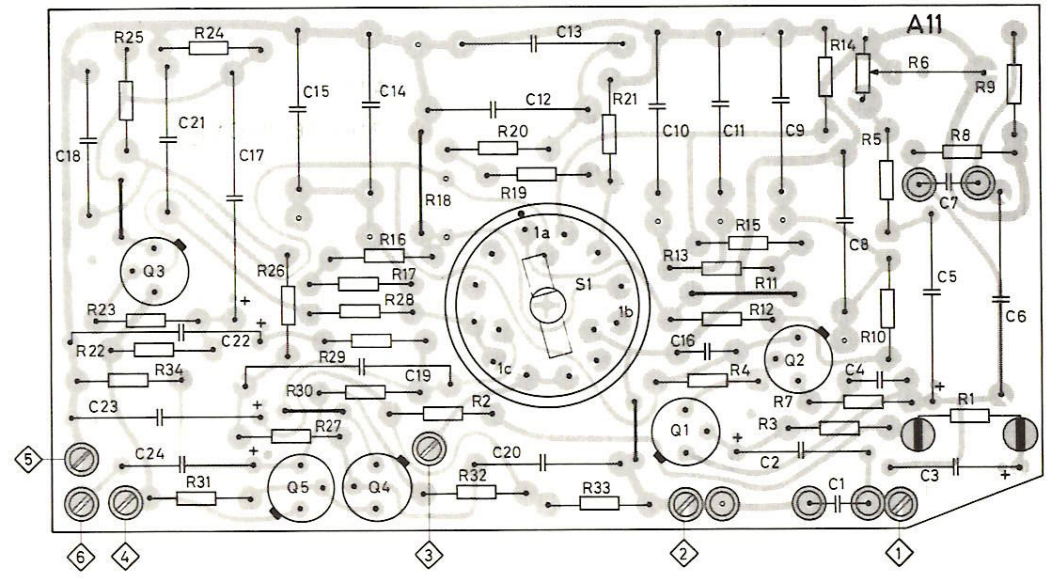 A11
R25
R24
C13
R14
R6
R9
C15
C14
C12
R21
C18
C21
C17
C10
C11
C9
R5
R8
R20
R19
R18
C7
1a
R15
C8
R16
R13
Q3
R26
R17
S1
R11
C5
C6
R28
1b
R12
R10
R23
+
C22
R22
C16
Q2
R29
1c
R4
C4
R34
C19
+
R30
R2
R7
R1
C23
+
R27
Q1
R3
+
C2
5
C24
+
C20
C3
+
R31
Q5
Q4
R32
R33
C1
6
4
3
2
1